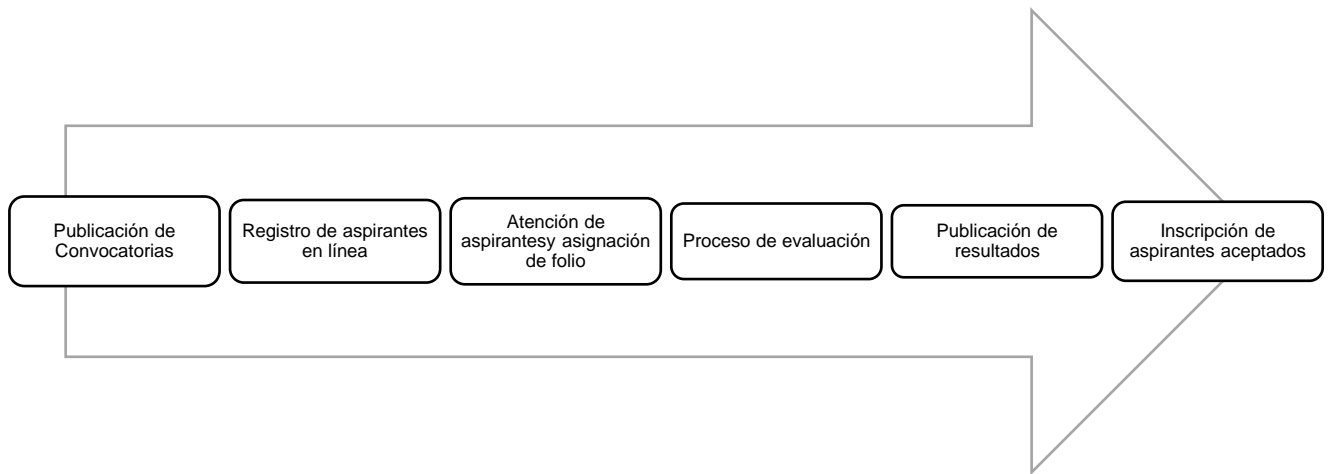 Publicación de
Convocatorias
Registro de aspirantes
en línea
Atención de
aspirantesy asignación
de folio
Proceso de evaluación
Publicación de
resultados
Inscripción de
aspirantes aceptados